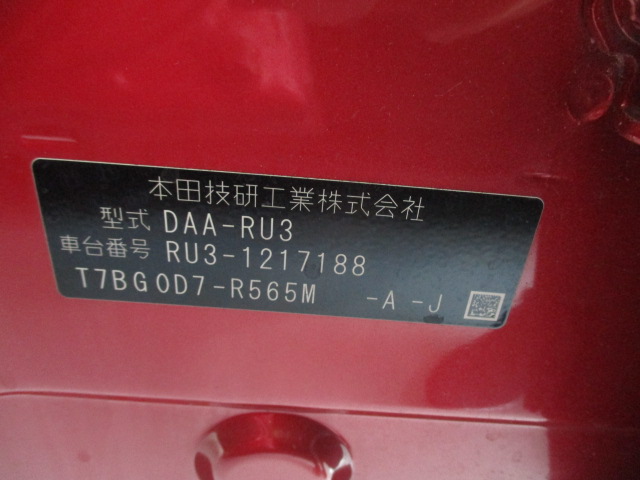 本田技研工業株式会社
型式 DAA-RU3
車台番号 RU3-1217188
T7BG0D7-R565M -A -J